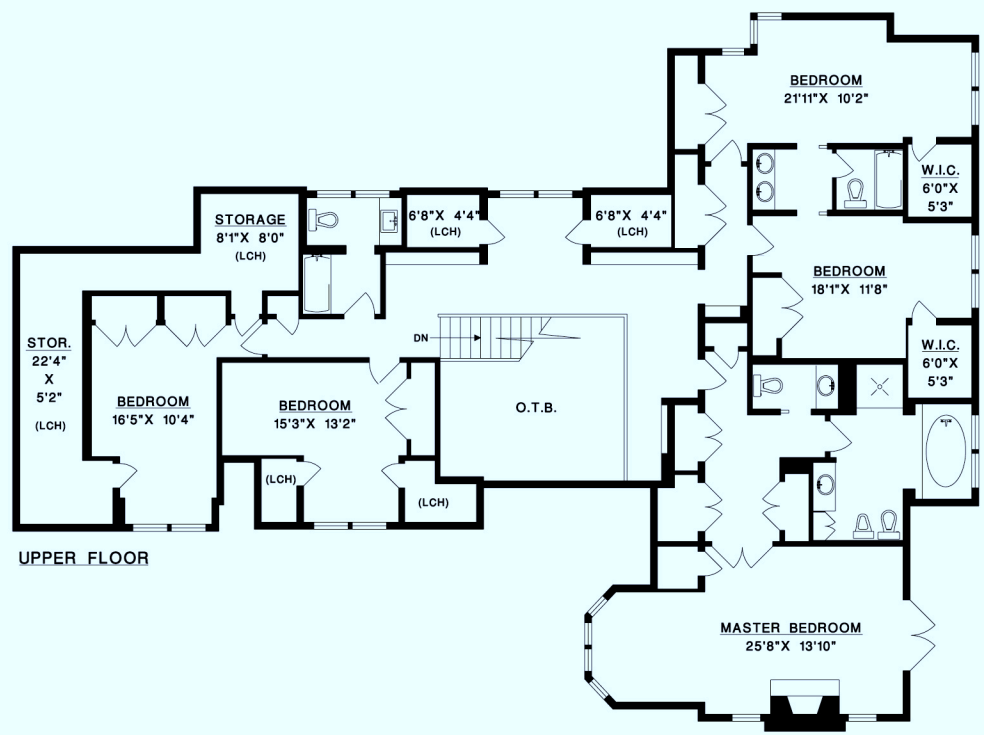 BEDROOM
21'11"X 10'2"
W.I.C.
6'0"X
5'3"
STORAGE
8'1"X 8'0"
(LCH)
6'8"X 4'4"
(LCH)
6'8"X 4'4"
(LCH)
BEDROOM
18'1"X 11'8"
STOR.
22'4"
X
5'2"
(LCH)
DN
W.I.C.
6'0"X
5'3"
BEDROOM
16'5"X 10'4"
BEDROOM
15'3"X 13'2"
O.T.B.
(LCH)
(LCH)
UPPER FLOOR
MASTER BEDROOM
25'8"X 13'10"